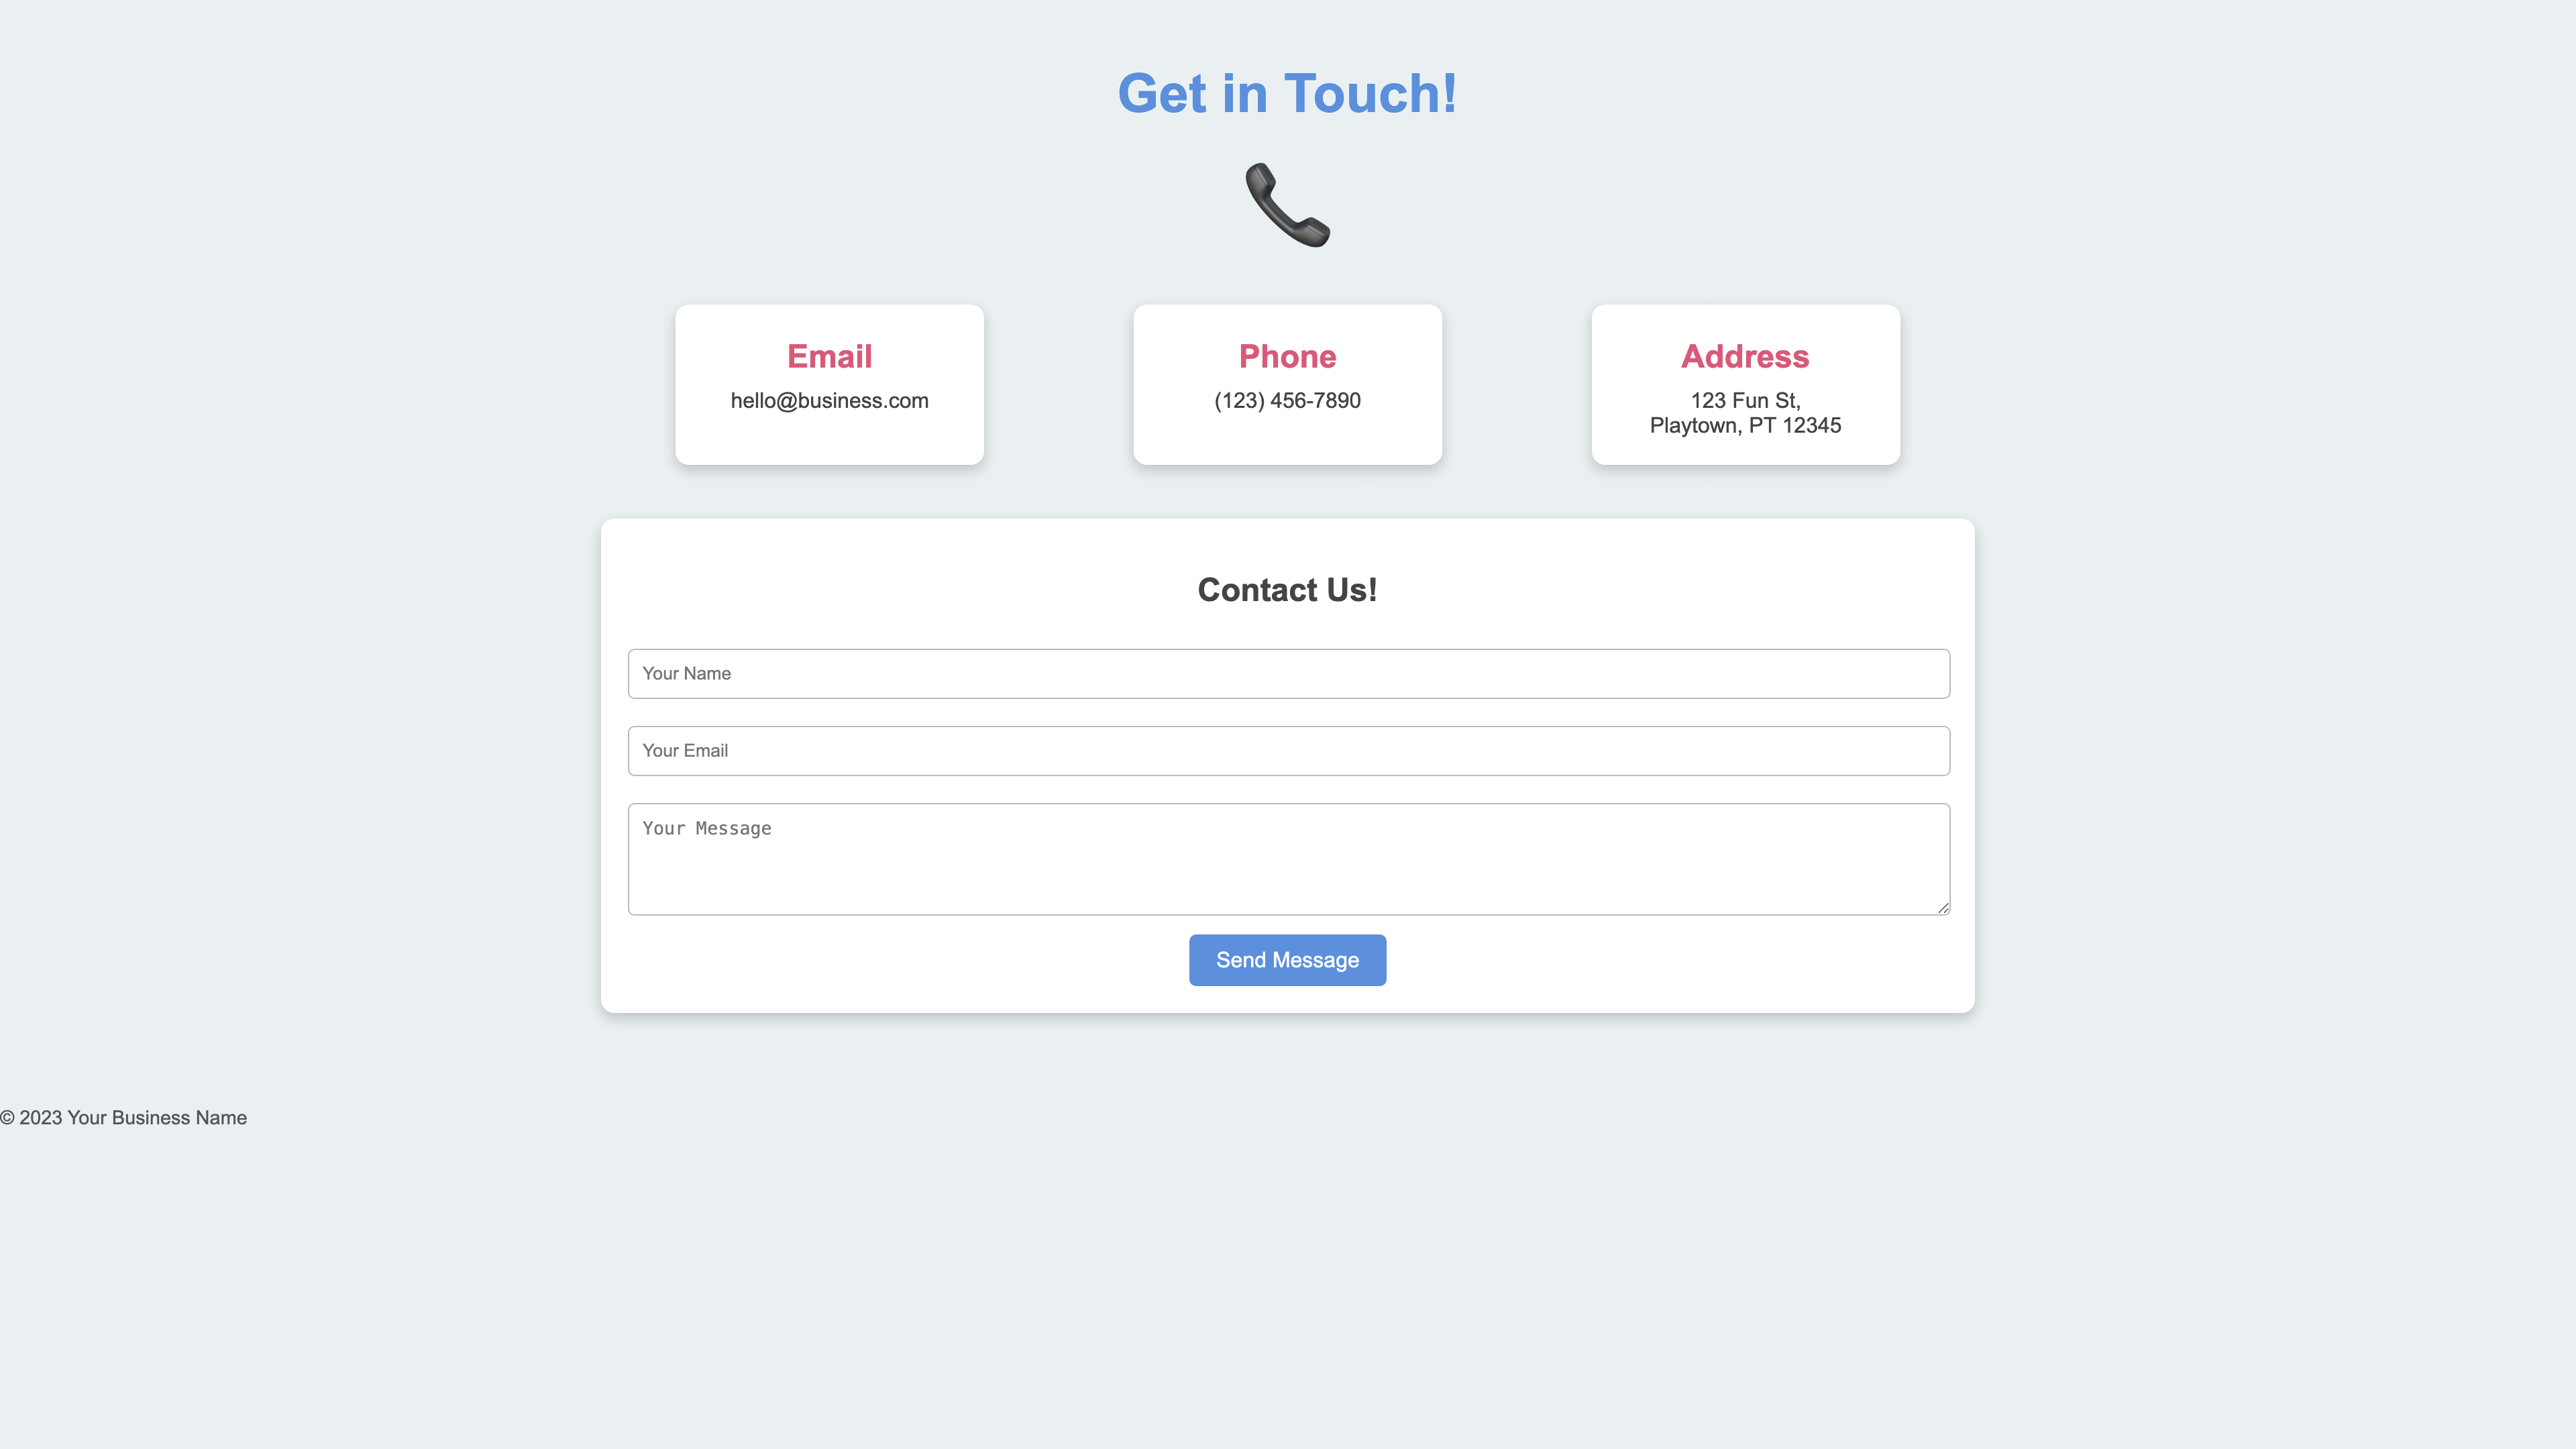 Get in Touch!
Email
hello@business.com
Phone
(123) 456-7890
Address
123 Fun St,
Playtown, PT 12345
Contact Us!
Your Name
Your Email
Your Message
Send Message
© 2023 Your Business Name